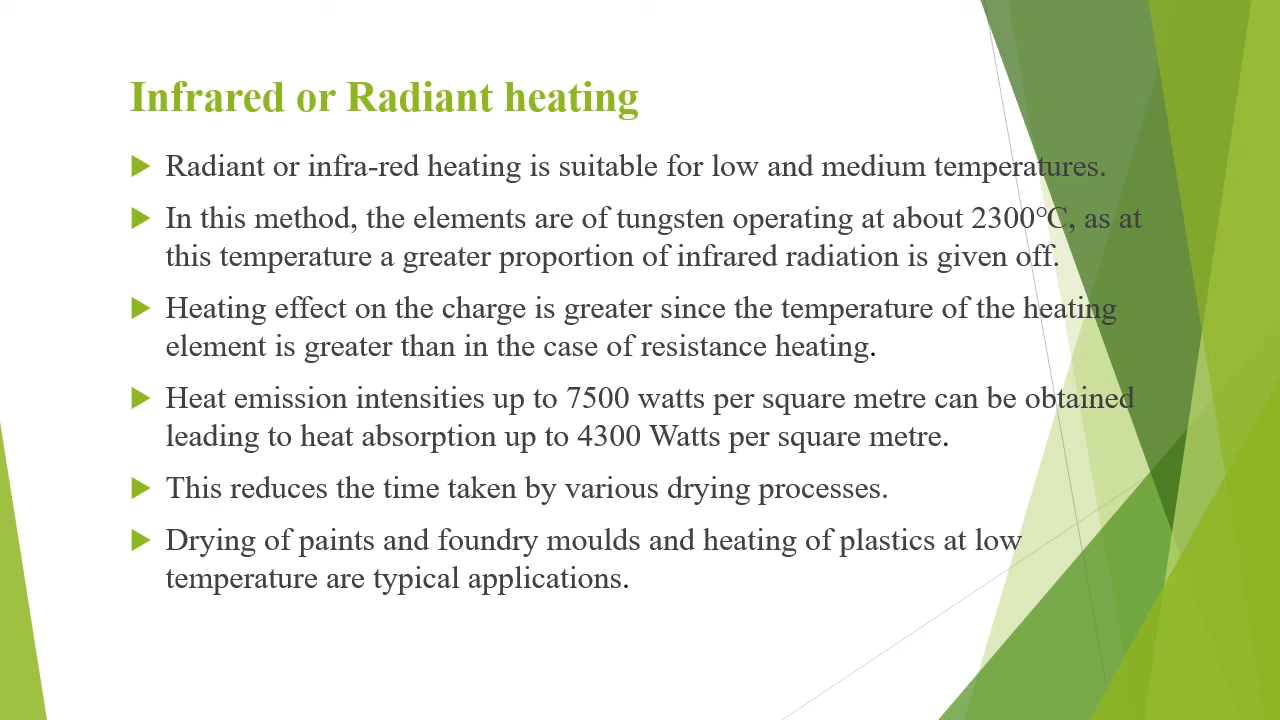 Infrared or Radiant heating
Radiant or infra-red heating is suitable for low and medium temperatures.
In this method, the elements are of tungsten operating at about 2300℃, as at
this temperature a greater proportion of infrared radiation is given off.
Heating effect on the charge is greater since the temperature of the heating
element is greater than in the case of resistance heating.
Heat emission intensities up to 7500 watts per square metre can be obtained
leading to heat absorption up to 4300 Watts per square metre.
This reduces the time taken by various drying processes.
Drying of paints and foundry moulds and heating of plastics at low
temperature are typical applications.